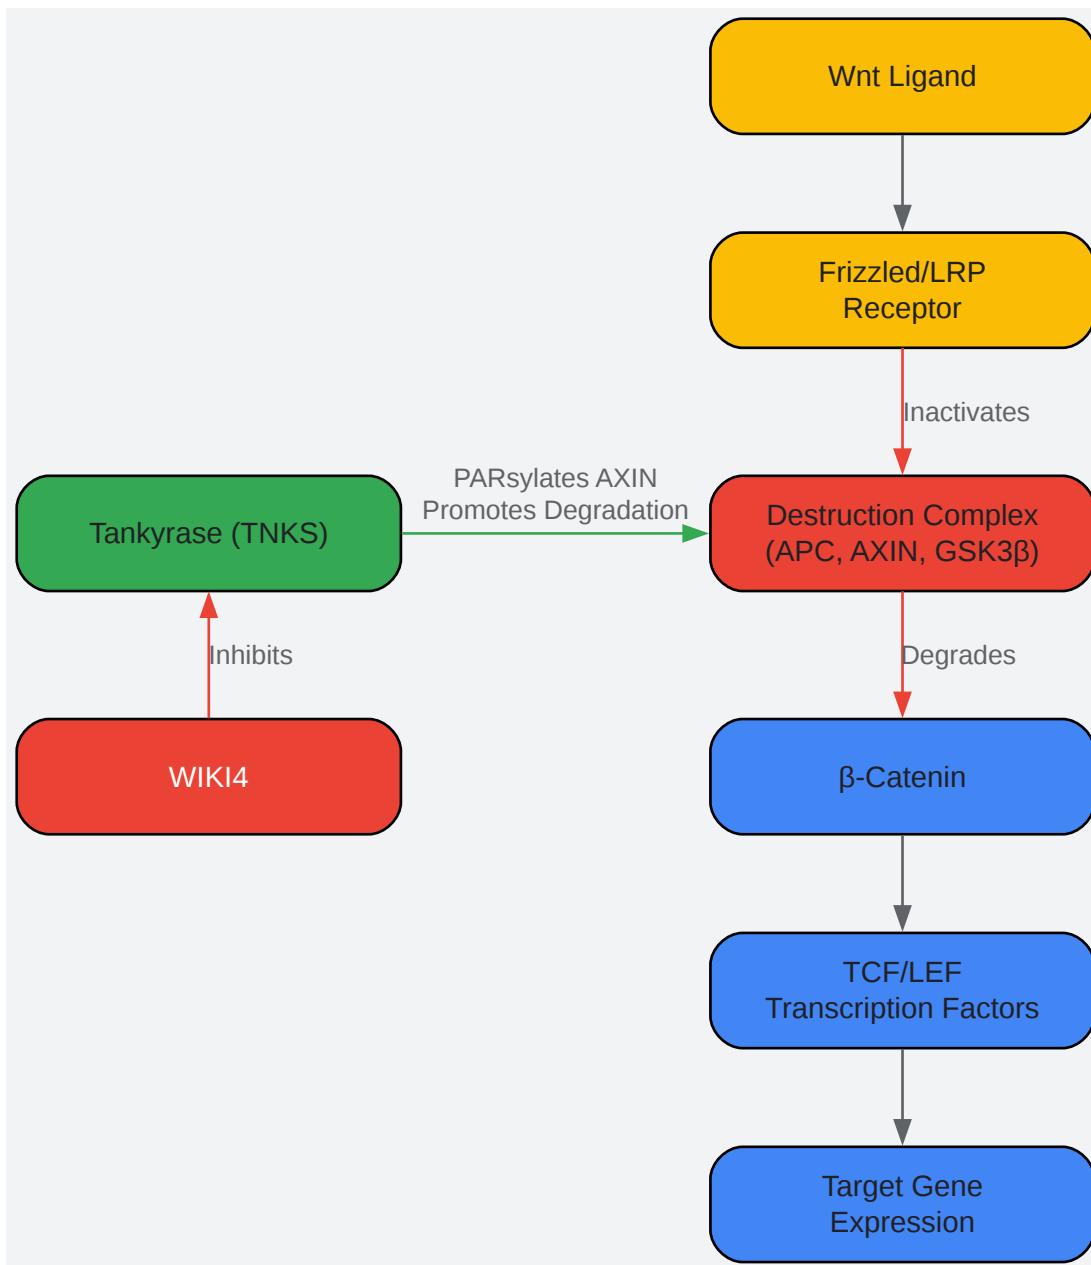 Wnt Ligand
Frizzled/LRP
Receptor
Inactivates
PARsylates AXIN
Promotes Degradation
Tankyrase (TNKS)
Destruction Complex
(APC, AXIN, GSK3β)
Inhibits
Degrades
WIKI4
β-Catenin
TCF/LEF
Transcription Factors
Target Gene
Expression